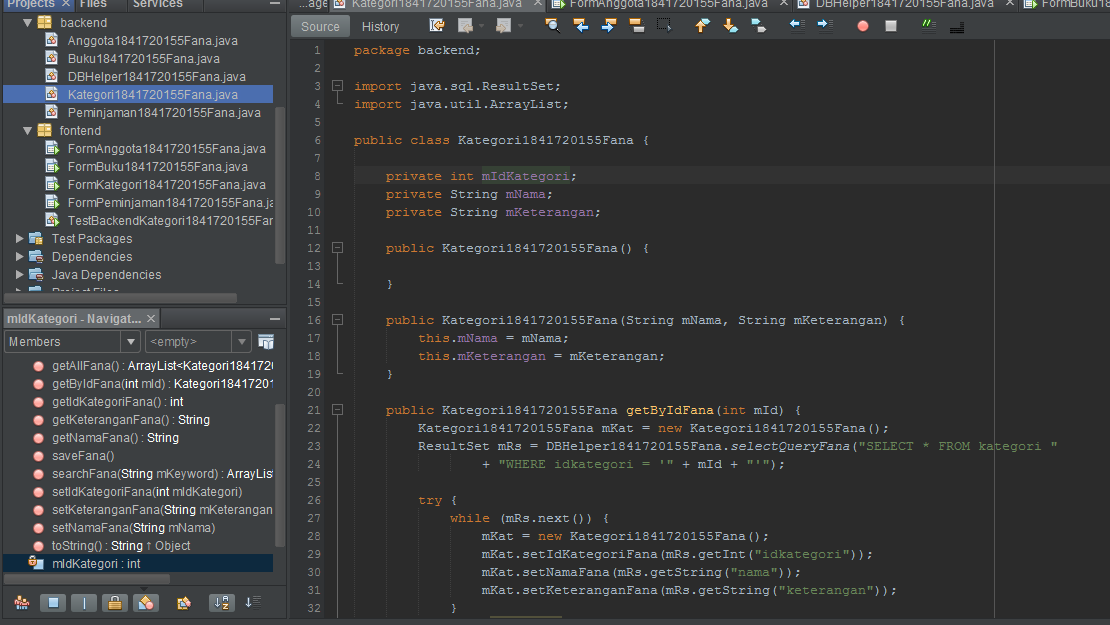 Projects
Files
Services
backend
Anggota1841720155Fana.java
Buku1841720155Fana.java
DBHelper1841720155Fana.java
Kategori1841720155Fana.java
Peminjaman1841720155Fana.java
fontend
FormAnggota1841720155Fana.java
FormBuku1841720155Fana.java
FormKategori1841720155Fana.java
FormPeminjaman1841720155Fana.ja
TestBackendKategori1841720155Far
Test Packages
Dependencies
Java Dependencies
mIdKategori - Navigat...
Members
<empty>
getAllFana() : ArrayList<Kategori184172
getByIdFana(int mId) : Kategori1841720
getIdKategoriFana() : int
getKeteranganFana() : String
getNamaFana() : String
saveFana()
searchFana(String mKeyword) : ArrayLis
setIdKategoriFana(int mIdKategori)
setKeteranganFana(String mKeterangan
setNamaFana(String mNama)
toString() : String ↑ Object
mIdKategori : int
...age
Kategori1841720155Fana.java
FormAnggota1841720155Fana.java
DBHelper1841720155Fana.java
FormBuku18
Source
History
1 package backend;
2
3 import java.sql.ResultSet;
4 import java.util.ArrayList;
5
6 public class Kategori1841720155Fana {
7
8 private int mIdKategori;
9 private String mNama;
10 private String mKeterangan;
11
12 public Kategori1841720155Fana() {
13
14 }
15
16 public Kategori1841720155Fana(String mNama, String mKeterangan) {
17 this.mNama = mNama;
18 this.mKeterangan = mKeterangan;
19 }
20
21 public Kategori1841720155Fana getByIdFana(int mId) {
22 Kategori1841720155Fana mKat = new Kategori1841720155Fana();
23 ResultSet mRs = DBHelper1841720155Fana.selectQueryFana("SELECT * FROM kategori "
24 + "WHERE idkategori = '" + mId + "'");
25
26 try {
27 while (mRs.next()) {
28 mKat = new Kategori1841720155Fana();
29 mKat.setIdKategoriFana(mRs.getInt("idkategori"));
30 mKat.setNamaFana(mRs.getString("nama"));
31 mKat.setKeteranganFana(mRs.getString("keterangan"));
32 }